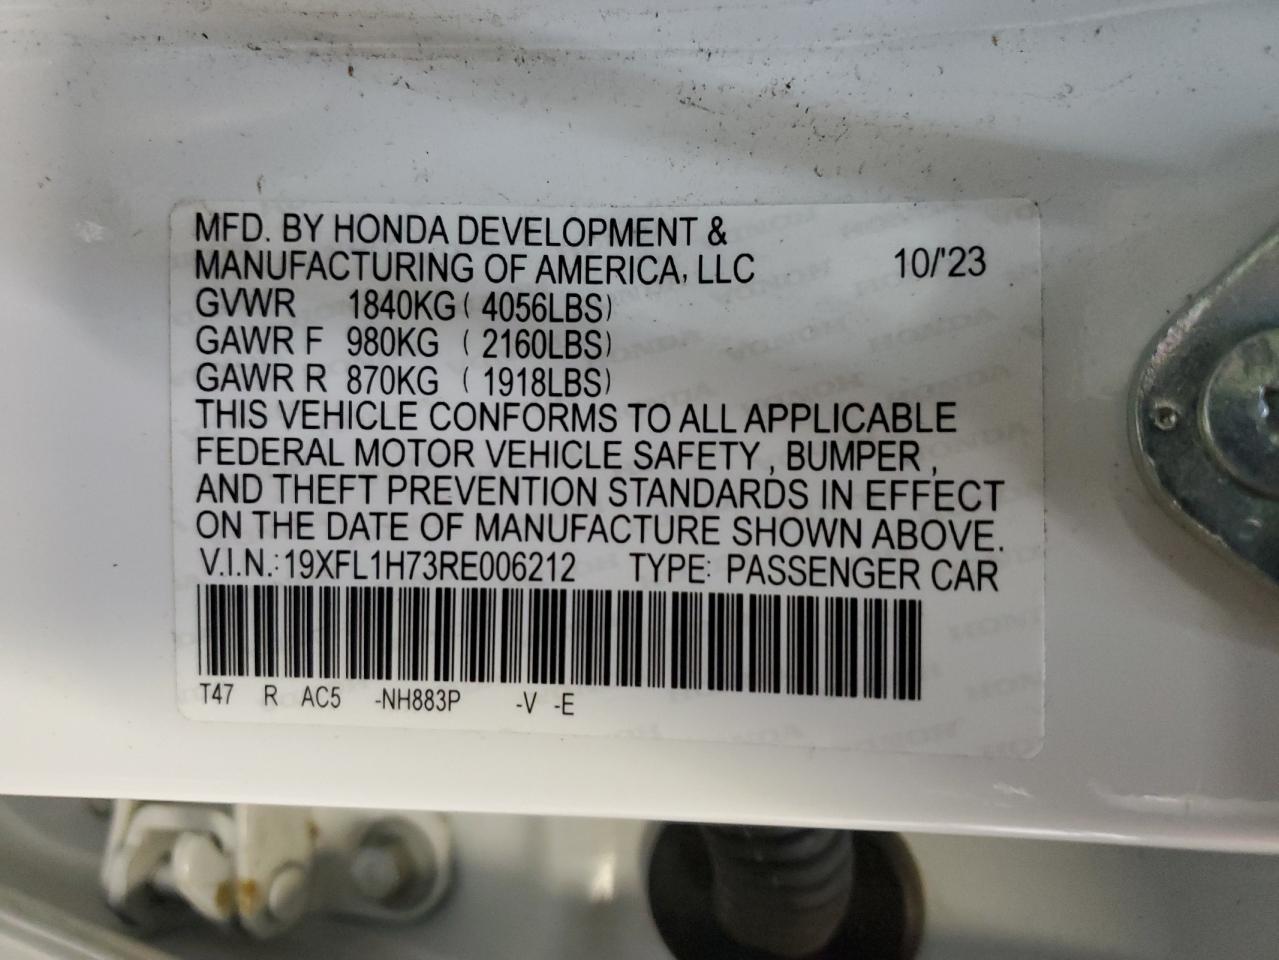 MFD. BY HONDA DEVELOPMENT &
MANUFACTURING OF AMERICA, LLC 10/'23
GVWR 1840KG ( 4056LBS)
GAWR F 980KG ( 2160LBS)
GAWR R 870KG ( 1918LBS)
THIS VEHICLE CONFORMS TO ALL APPLICABLE
FEDERAL MOTOR VEHICLE SAFETY , BUMPER ,
AND THEFT PREVENTION STANDARDS IN EFFECT
ON THE DATE OF MANUFACTURE SHOWN ABOVE.
V.I.N.: 19XFL1H73RE006212 TYPE: PASSENGER CAR
T47 R AC5 -NH883P -V -E